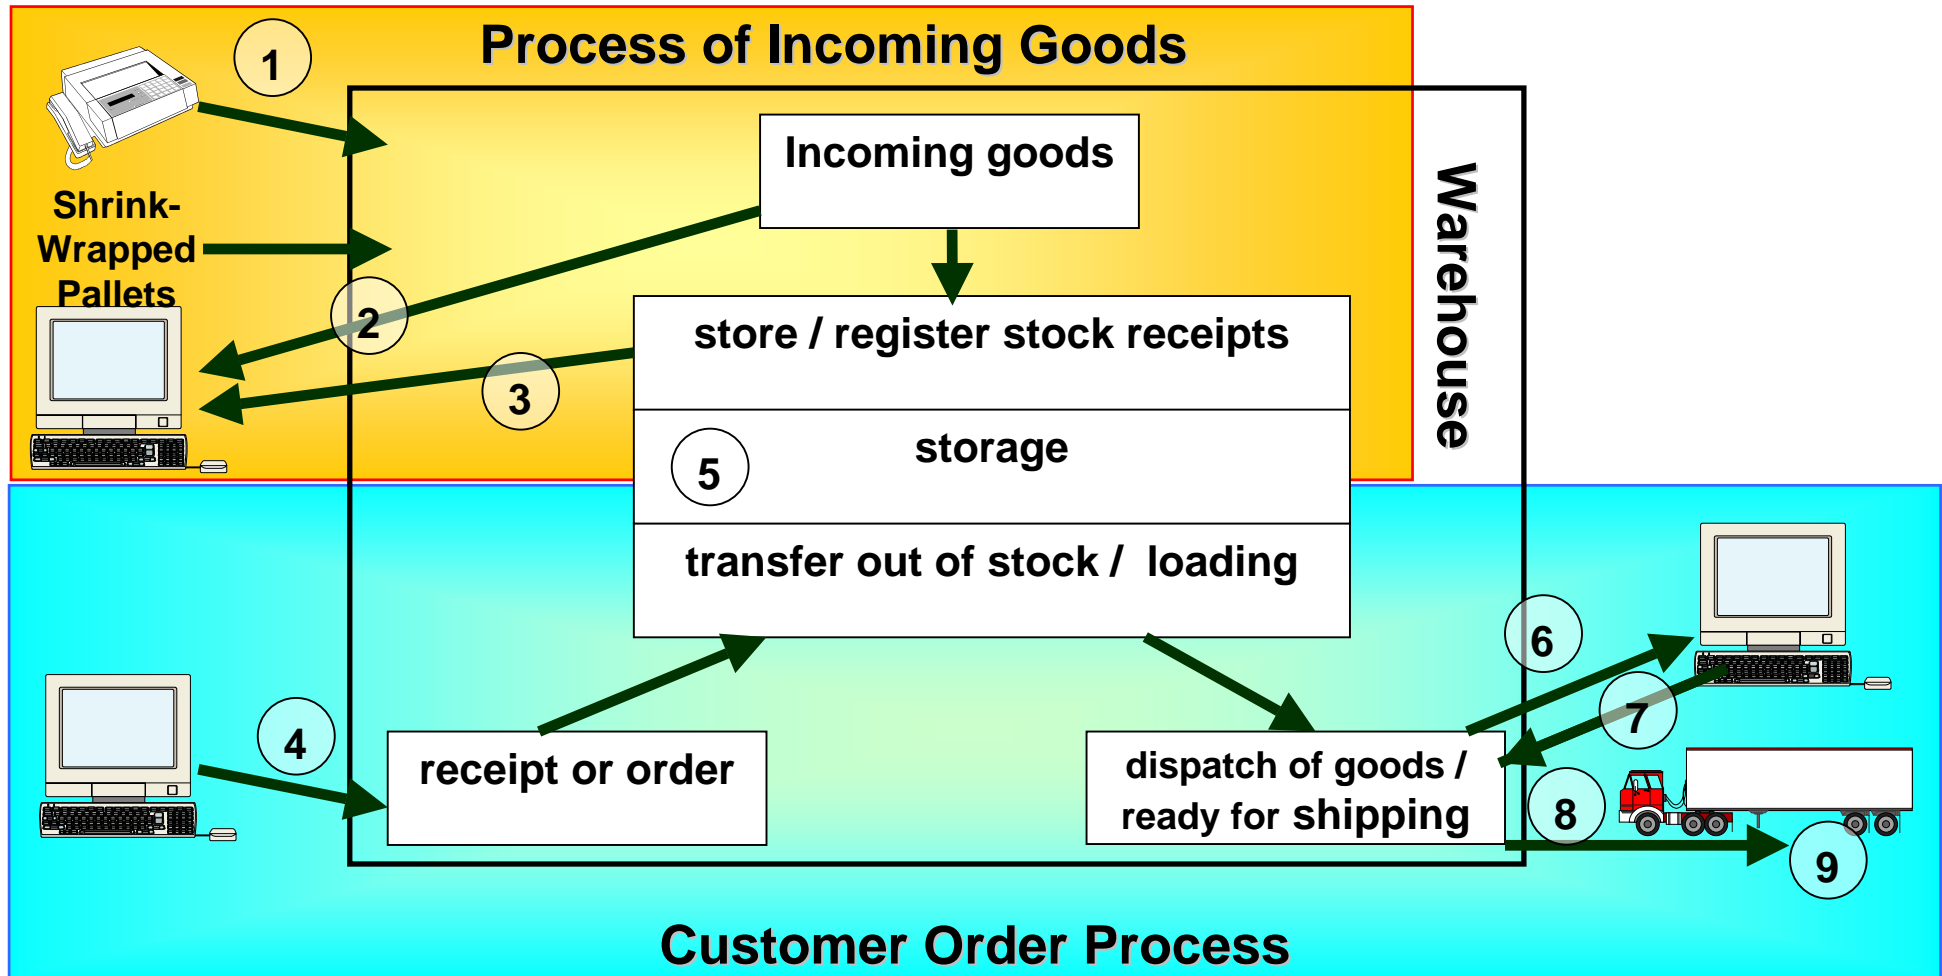 Process of Incoming Goods
1
Incoming goods
Shrink-
Wrapped
Pallets
Warehouse
2
store / register stock receipts
3
storage
5
transfer out of stock / loading
6
4
receipt or order
7
dispatch of goods /
ready for shipping
8
9
Customer Order Process